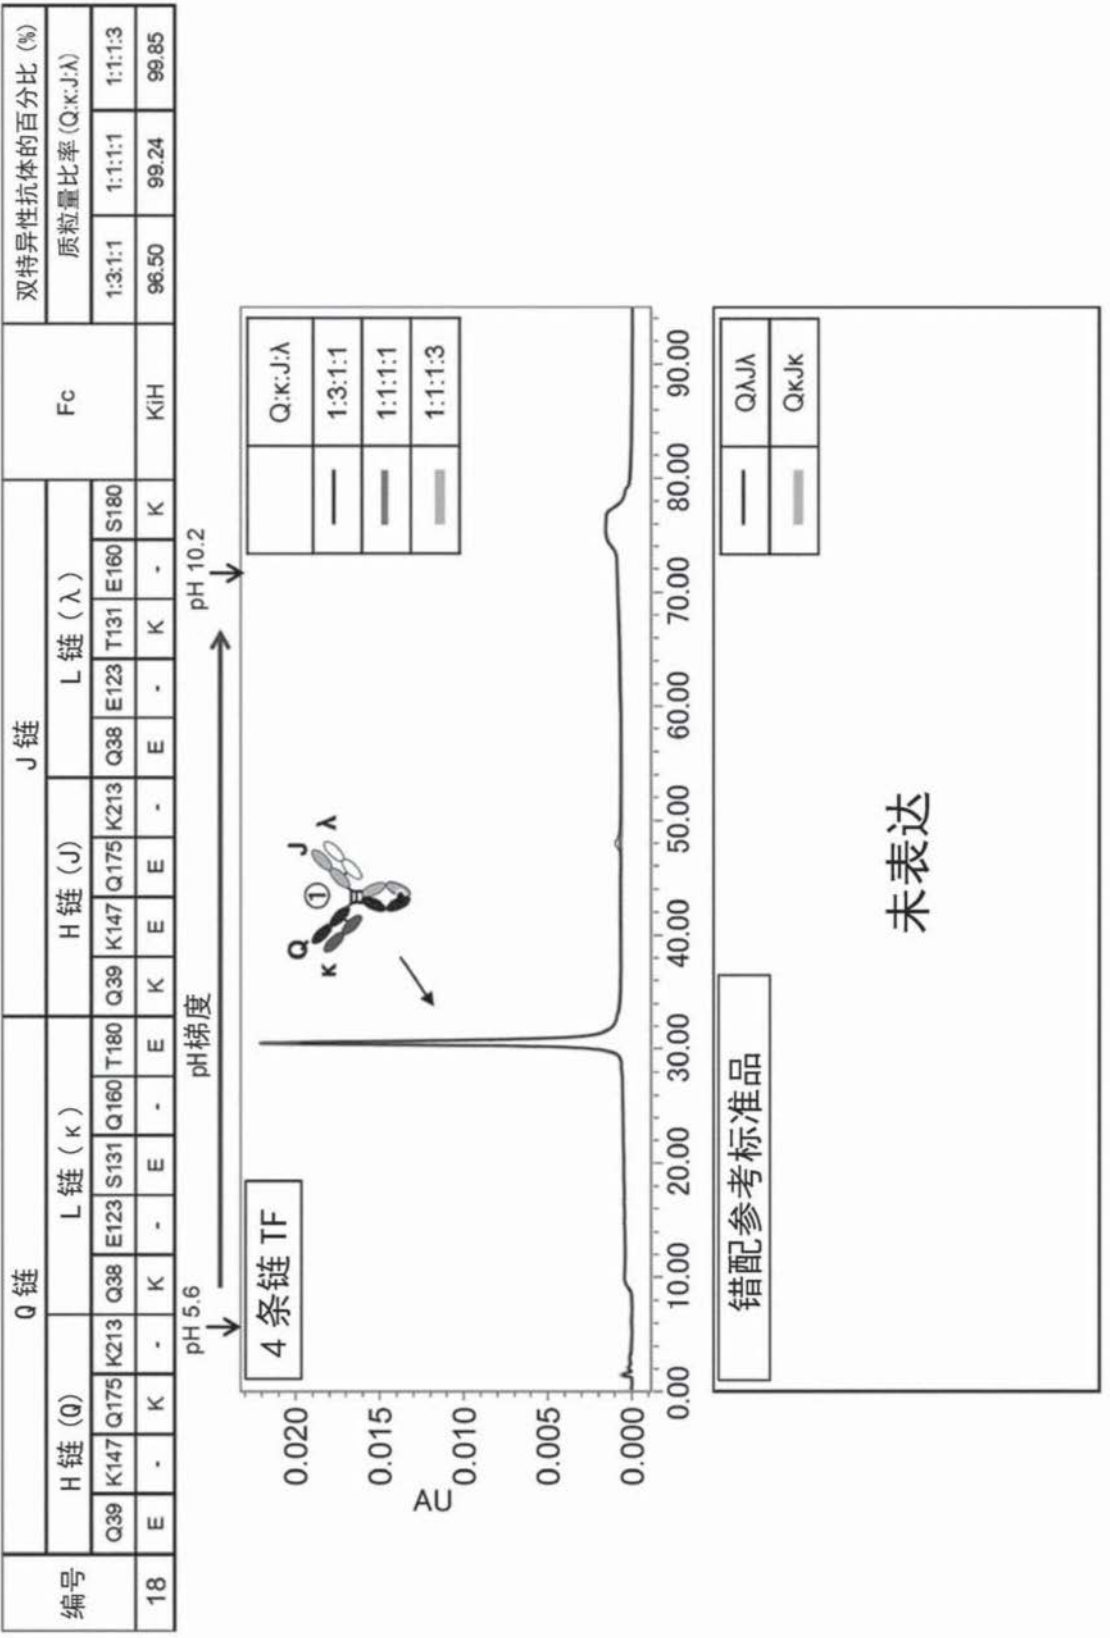 编号 Q 链 J 链 Fc 双特异性抗体的百分比 (%)
H 链 (Q) L 链 (κ) H 链 (J) L 链 (λ) 质粒量比率 (Q:κ:J:λ)
Q39 K147 Q175 K213 Q38 E123 S131 Q160 T180 Q39 K147 Q175 K213 Q38 E123 T131 E160 S180 1:3:1:1 1:1:1:1 1:1:1:3
18 E - K - K - E - E K E E - E - K - K KiH 96.50 99.24 99.85
pH 5.6 pH梯度 pH 10.2
4 条链 TF
Q κ ① J λ
Q:κ:J:λ
1:3:1:1
1:1:1:1
1:1:1:3
AU
0.020
0.015
0.010
0.005
0.000
0.00 10.00 20.00 30.00 40.00 50.00 60.00 70.00 80.00 90.00
错配参考标准品
QλJλ
QκJκ
未表达